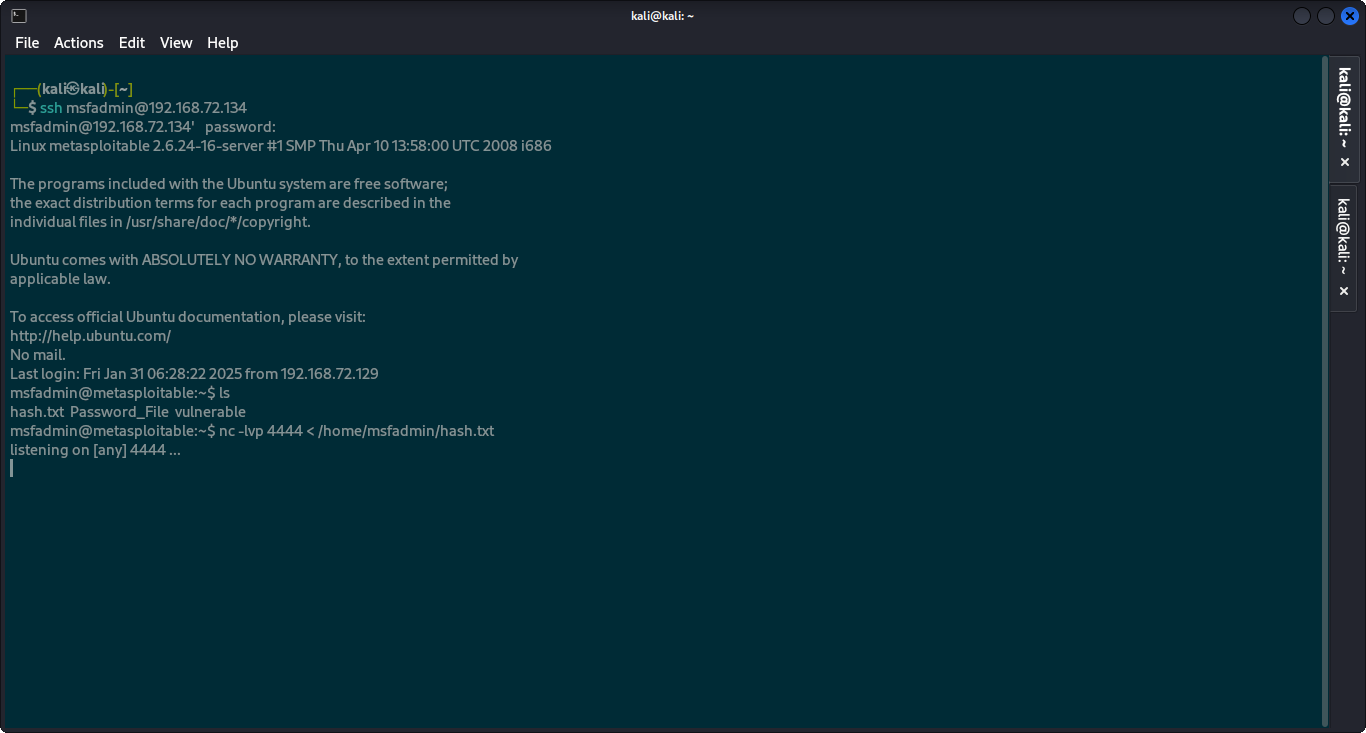 kali@kali: ~
File Actions Edit View Help
┌──(kali㉿kali)-[~]
└─$ ssh msfadmin@192.168.72.134
msfadmin@192.168.72.134' password:
Linux metasploitable 2.6.24-16-server #1 SMP Thu Apr 10 13:58:00 UTC 2008 i686
The programs included with the Ubuntu system are free software;
the exact distribution terms for each program are described in the
individual files in /usr/share/doc/*/copyright.
Ubuntu comes with ABSOLUTELY NO WARRANTY, to the extent permitted by
applicable law.
To access official Ubuntu documentation, please visit:
http://help.ubuntu.com/
No mail.
Last login: Fri Jan 31 06:28:22 2025 from 192.168.72.129
msfadmin@metasploitable:~$ ls
hash.txt Password_File vulnerable
msfadmin@metasploitable:~$ nc -lvp 4444 < /home/msfadmin/hash.txt
listening on [any] 4444 ...
kali@kali: ~
kali@kali: ~